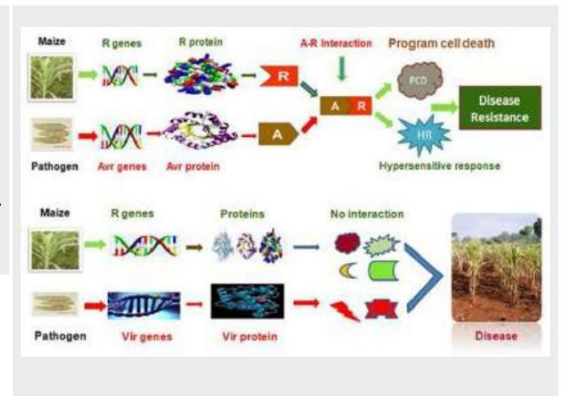 Maize R genes R protein A-R Interaction Program cell death
R PCD
A R Disease
Resistance
A HR
Pathogen Avr genes Avr protein Hypersensitive response
Maize R genes Proteins No interaction
Pathogen Vir genes Vir protein Disease